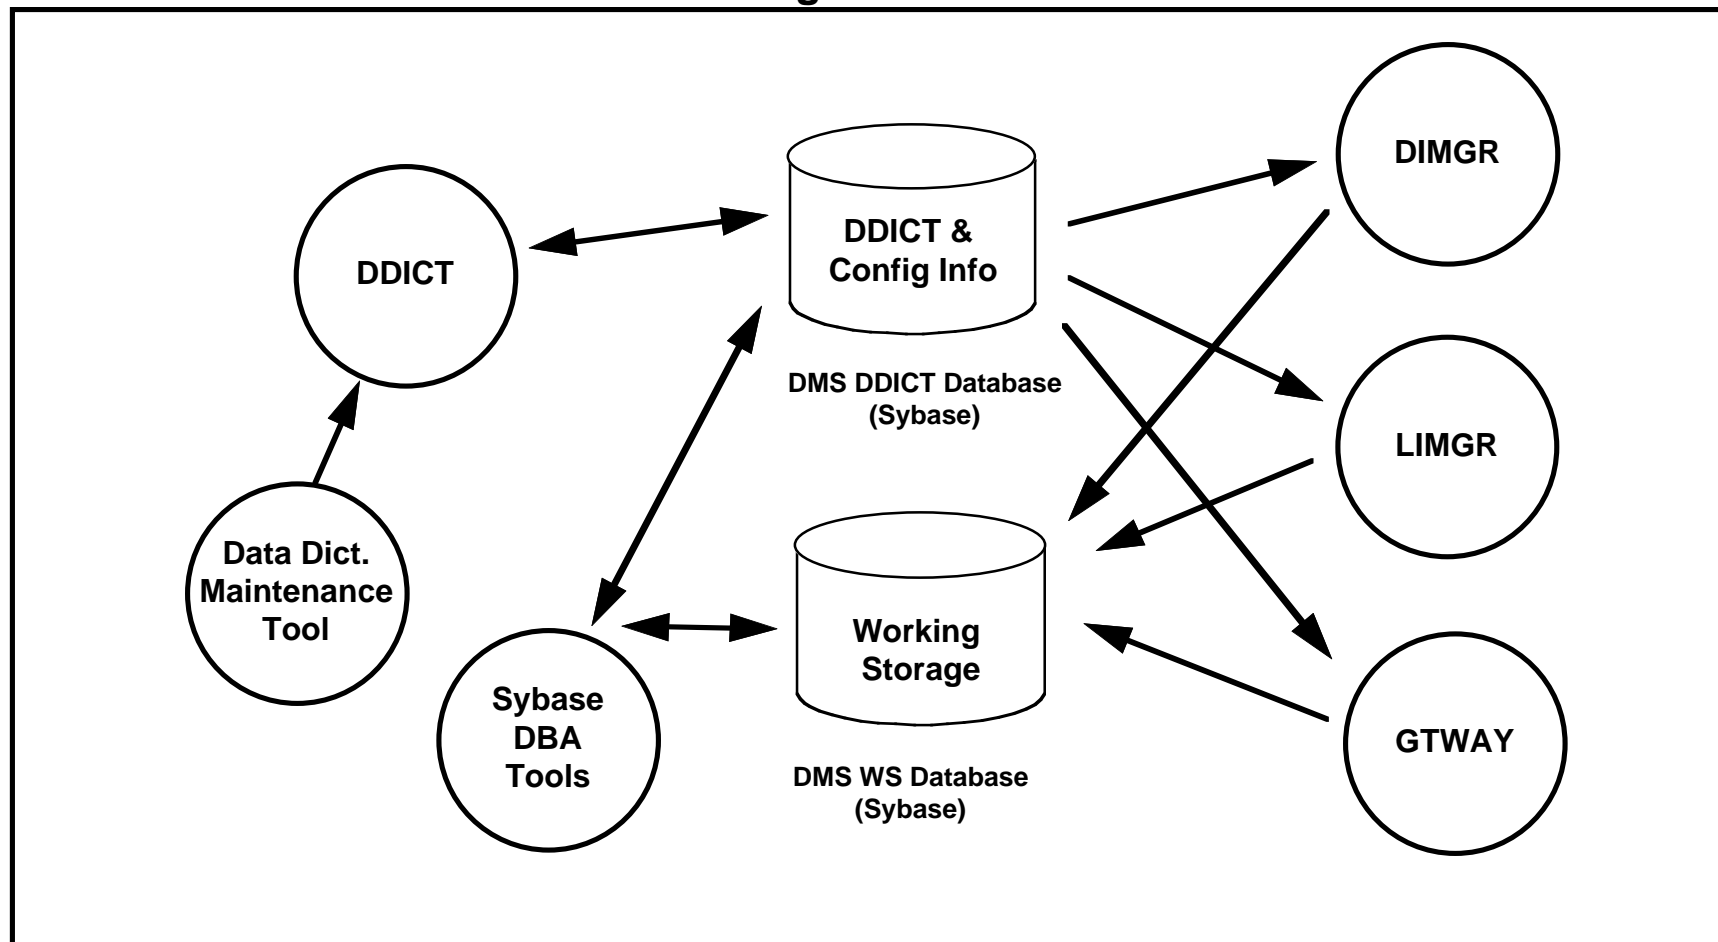 DIMGR
DDICT &
Config Info
DDICT
DMS DDICT Database
(Sybase)
LIMGR
Data Dict.
Maintenance
Tool
Working
Storage
Sybase
DBA
Tools
GTWAY
DMS WS Database
(Sybase)